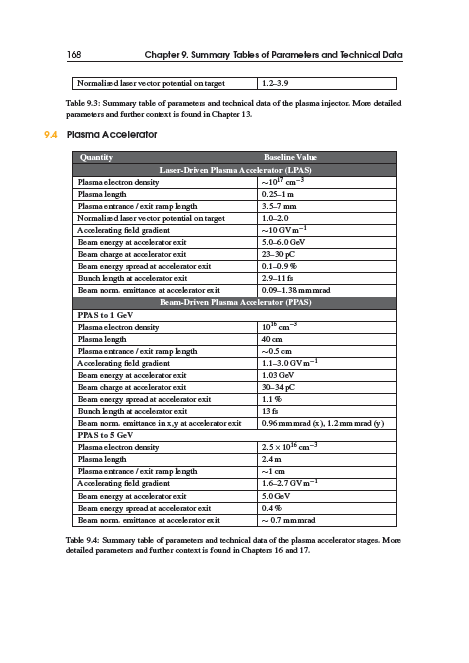 168 Chapter 9. Summary Tables of Parameters and Technical Data
Normalised laser vector potential on target 1.2–3.9
Table 9.3: Summary table of parameters and technical data of the plasma injector. More detailed
parameters and further context is found in Chapter 13.
9.4 Plasma Accelerator
Quantity Baseline Value
Laser-Driven Plasma Accelerator (LPAS)
Plasma electron density ∼10¹⁷ cm⁻³
Plasma length 0.25–1 m
Plasma entrance / exit ramp length 3.5–7 mm
Normalised laser vector potential on target 1.0–2.0
Accelerating field gradient ∼10 GV m⁻¹
Beam energy at accelerator exit 5.0–6.0 GeV
Beam charge at accelerator exit 23–30 pC
Beam energy spread at accelerator exit 0.1–0.9 %
Bunch length at accelerator exit 2.9–11 fs
Beam norm. emittance at accelerator exit 0.09–1.38 mm mrad
Beam-Driven Plasma Accelerator (PPAS)
PPAS to 1 GeV
Plasma electron density 10¹⁶ cm⁻³
Plasma length 40 cm
Plasma entrance / exit ramp length ∼0.5 cm
Accelerating field gradient 1.1–3.0 GV m⁻¹
Beam energy at accelerator exit 1.03 GeV
Beam charge at accelerator exit 30–34 pC
Beam energy spread at accelerator exit 1.1 %
Bunch length at accelerator exit 13 fs
Beam norm. emittance in x,y at accelerator exit 0.96 mm mrad (x), 1.2 mm mrad (y)
PPAS to 5 GeV
Plasma electron density 2.5 × 10¹⁶ cm⁻³
Plasma length 2.4 m
Plasma entrance / exit ramp length ∼1 cm
Accelerating field gradient 1.6–2.7 GV m⁻¹
Beam energy at accelerator exit 5.0 GeV
Beam energy spread at accelerator exit 0.4 %
Beam norm. emittance at accelerator exit ∼ 0.7 mm mrad
Table 9.4: Summary table of parameters and technical data of the plasma accelerator stages. More
detailed parameters and further context is found in Chapters 16 and 17.